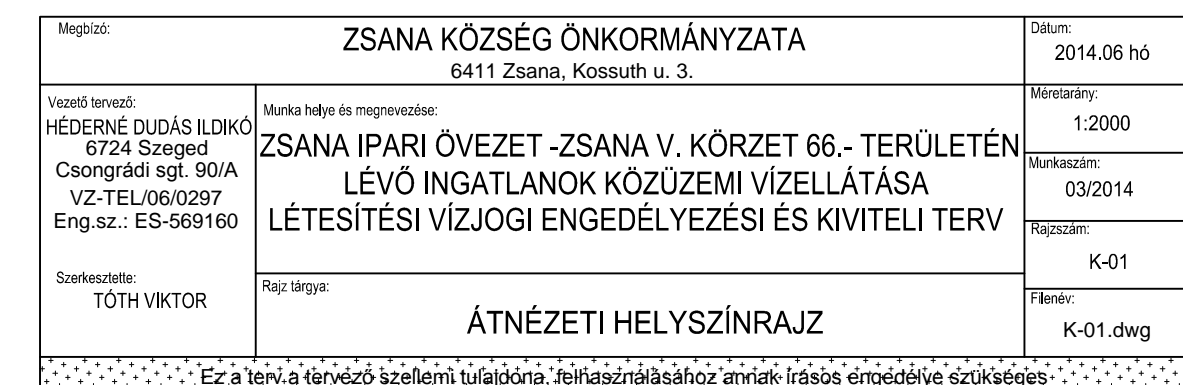 Megbízó:
ZSANA KÖZSÉG ÖNKORMÁNYZATA
6411 Zsana, Kossuth u. 3.
Dátum:
2014.06 hó
Vezető tervező:
HÉDERNÉ DUDÁS ILDIKÓ
6724 Szeged
Csongrádi sgt. 90/A
VZ-TEL/06/0297
Eng.sz.: ES-569160
Szerkesztette:
TÓTH VIKTOR
Munka helye és megnevezése:
ZSANA IPARI ÖVEZET -ZSANA V. KÖRZET 66.- TERÜLETÉN
LÉVŐ INGATLANOK KÖZÜZEMI VÍZELLÁTÁSA
LÉTESÍTÉSI VÍZJOGI ENGEDÉLYEZÉSI ÉS KIVITELI TERV
Rajz tárgya:
ÁTNÉZETI HELYSZÍNRAJZ
Méretarány:
1:2000
Munkaszám:
03/2014
Rajzszám:
K-01
Filenév:
K-01.dwg
Ez a terv a tervező szellemi tulajdona, felhasználásához annak írásos engedélye szükséges